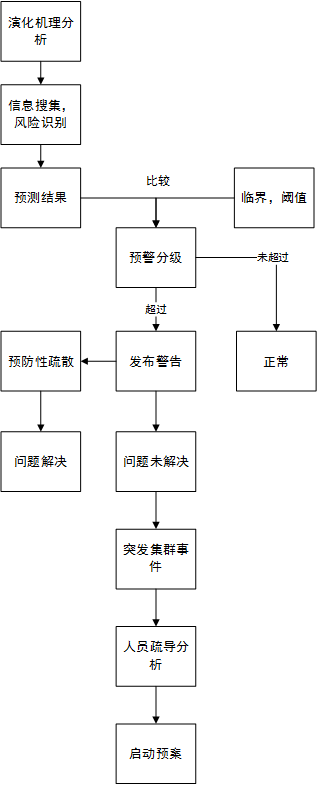 演化机理分
析
信息搜集，
风险识别
预测结果
比较
临界，阈值
预警分级
未超过
超过
预防性疏散
发布警告
正常
问题解决
问题未解决
突发集群事
件
人员疏导分
析
启动预案